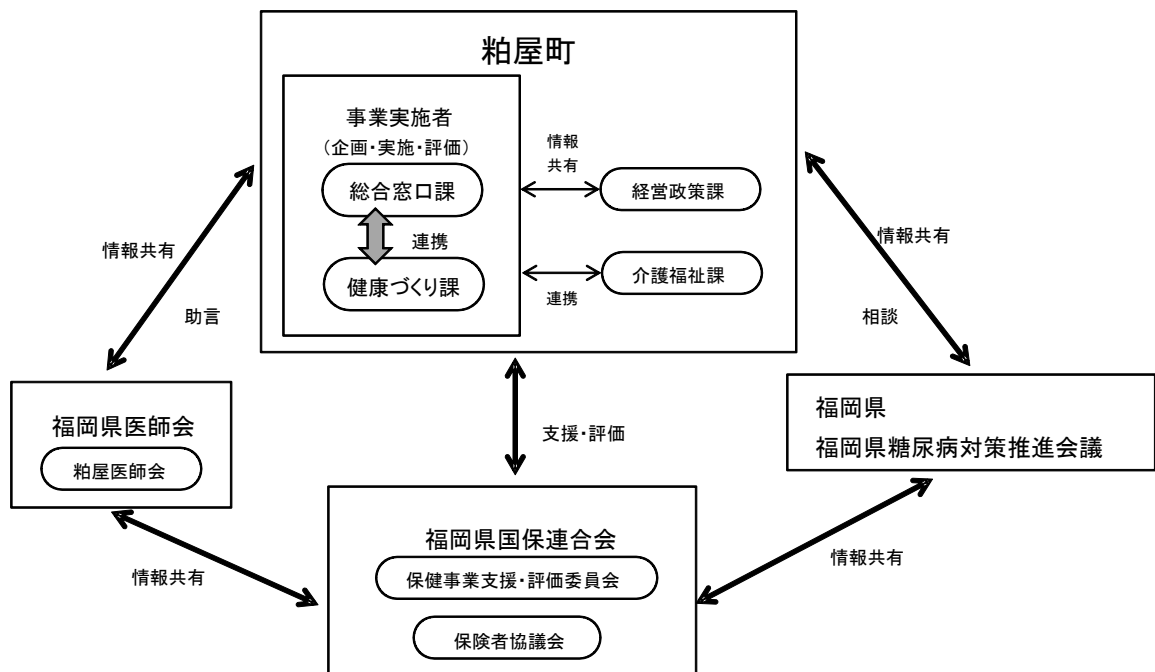 粕屋町
事業実施者
(企画・実施・評価)
総合窓口課
連携
健康づくり課
情報
共有
経営政策課
連携
介護福祉課
情報共有
助言
情報共有
相談
福岡県医師会
粕屋医師会
支援・評価
福岡県
福岡県糖尿病対策推進会議
情報共有
福岡県国保連合会
保健事業支援・評価委員会
保険者協議会
情報共有